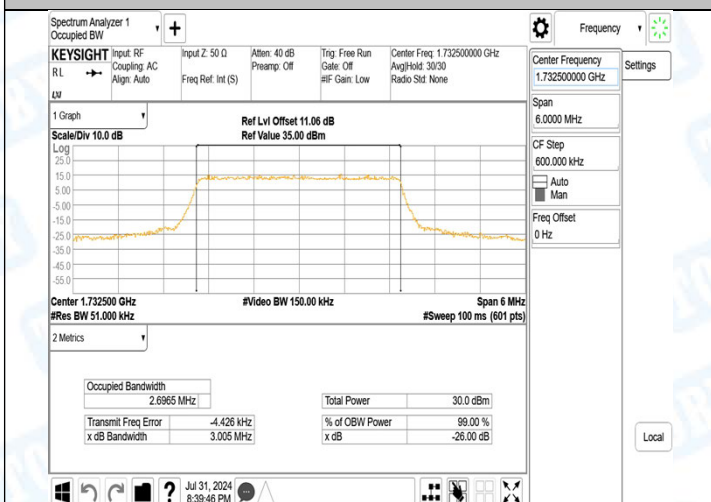 Spectrum Analyzer 1
Occupied BW
Frequency
KEYSIGHT
RL
Input: RF
Coupling: AC
Align: Auto
Input Z: 50 Ω
Freq Ref: Int (S)
Atten: 40 dB
Preamp: Off
Trig: Free Run
Gate: Off
#IF Gain: Low
Center Freq: 1.732500000 GHz
Avg|Hold: 30/30
Radio Std: None
Center Frequency
1.732500000 GHz
Settings
Span
6.0000 MHz
CF Step
600.000 kHz
Auto
Man
Freq Offset
0 Hz
1 Graph
Scale/Div 10.0 dB
Ref Lvl Offset 11.06 dB
Ref Value 35.00 dBm
Log
25.0
15.0
5.00
-5.00
-15.0
-25.0
-35.0
-45.0
-55.0
Center 1.732500 GHz
#Video BW 150.00 kHz
Span 6 MHz
#Res BW 51.000 kHz
#Sweep 100 ms (601 pts)
2 Metrics
Occupied Bandwidth
2.6965 MHz
Total Power 30.0 dBm
Transmit Freq Error -4.426 kHz
% of OBW Power 99.00 %
x dB Bandwidth 3.005 MHz
x dB -26.00 dB
Local
?
Jul 31, 2024
8:39:46 PM